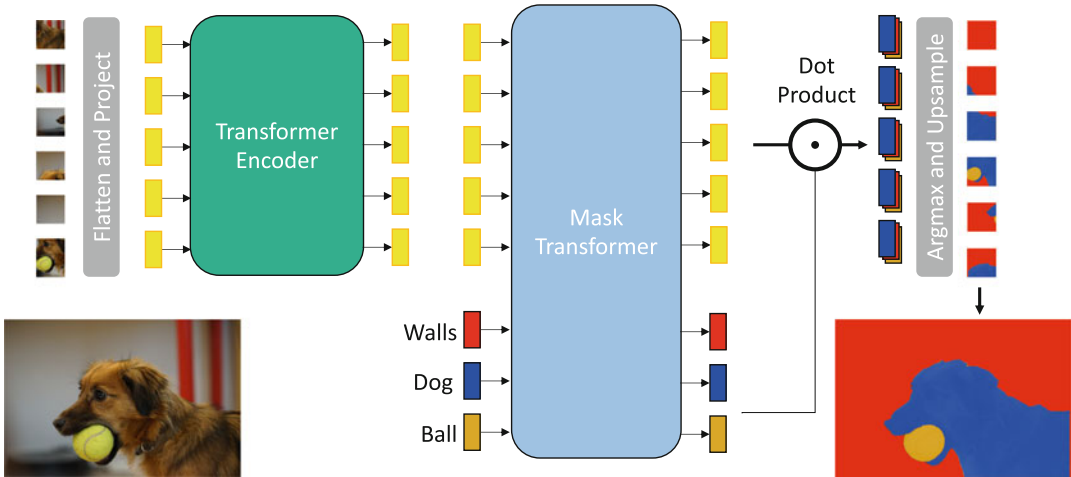 Flatten and Project
Transformer
Encoder
Mask
Transformer
Walls
Dog
Ball
Dot
Product
Argmax and Upsample